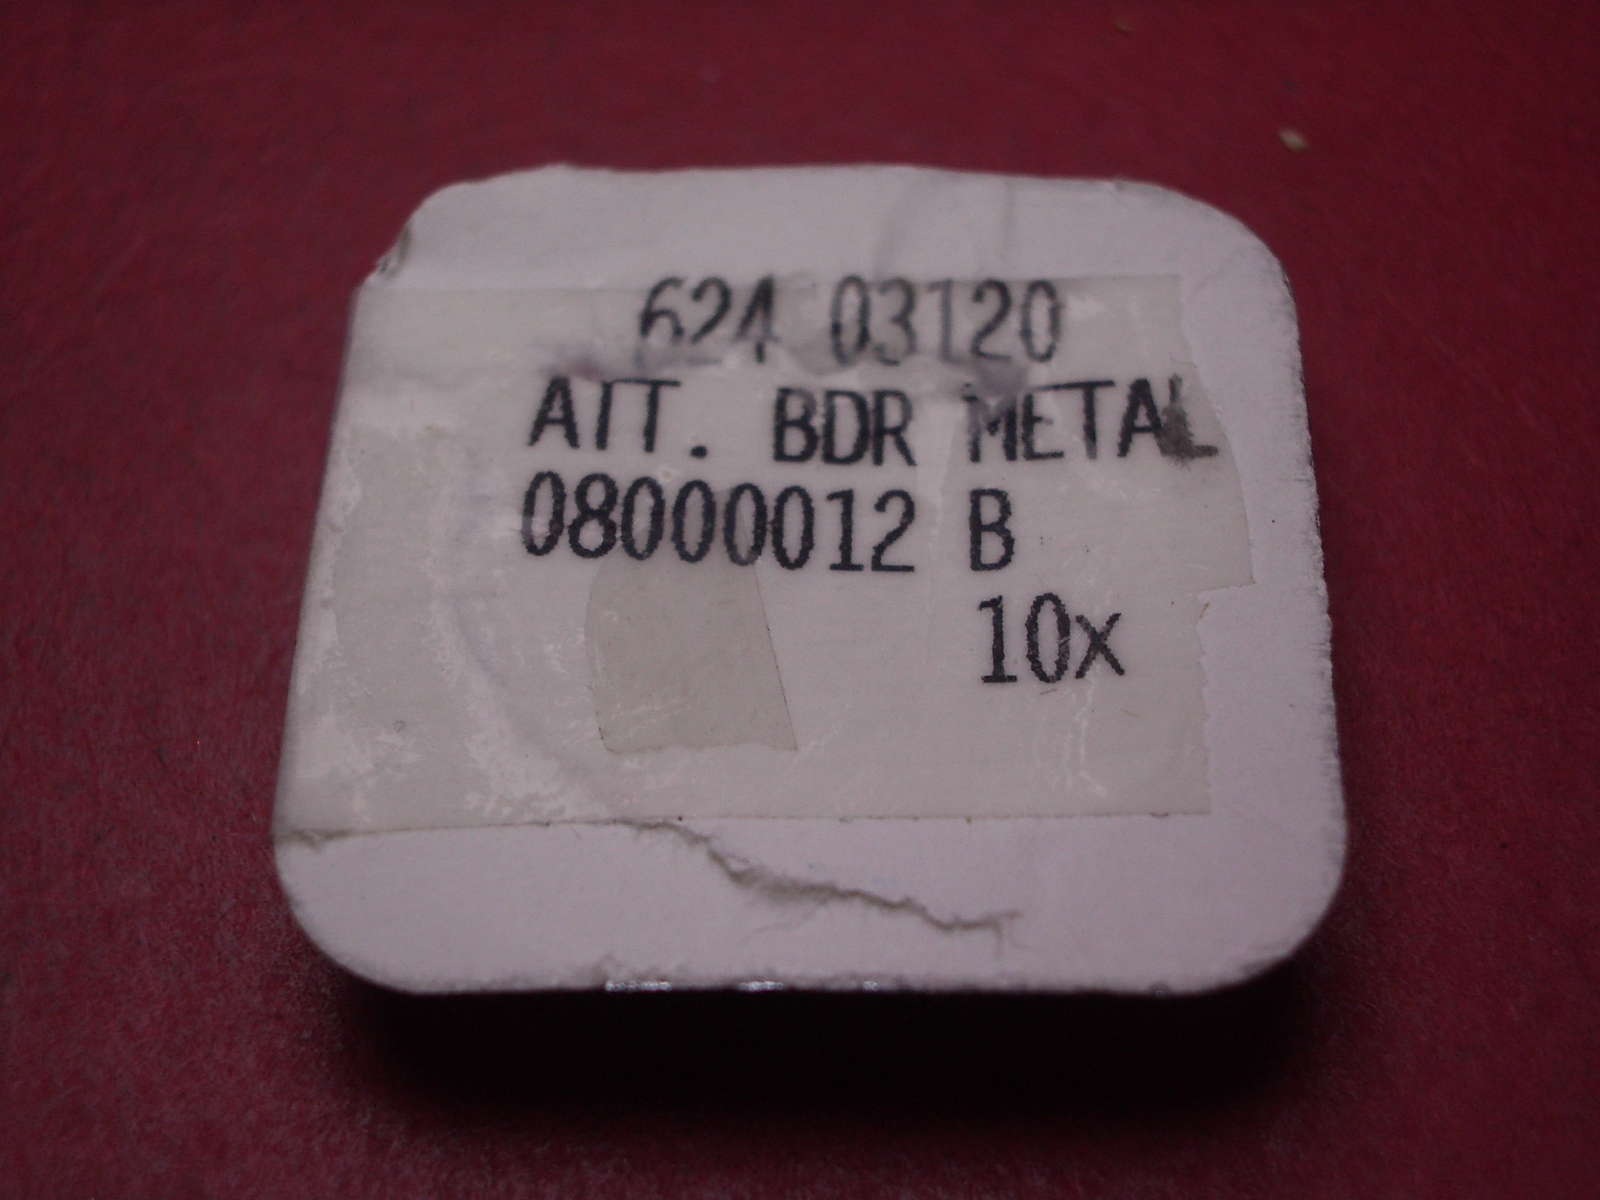 624 03120
ATT. BDR METAL
08000012 B
10x